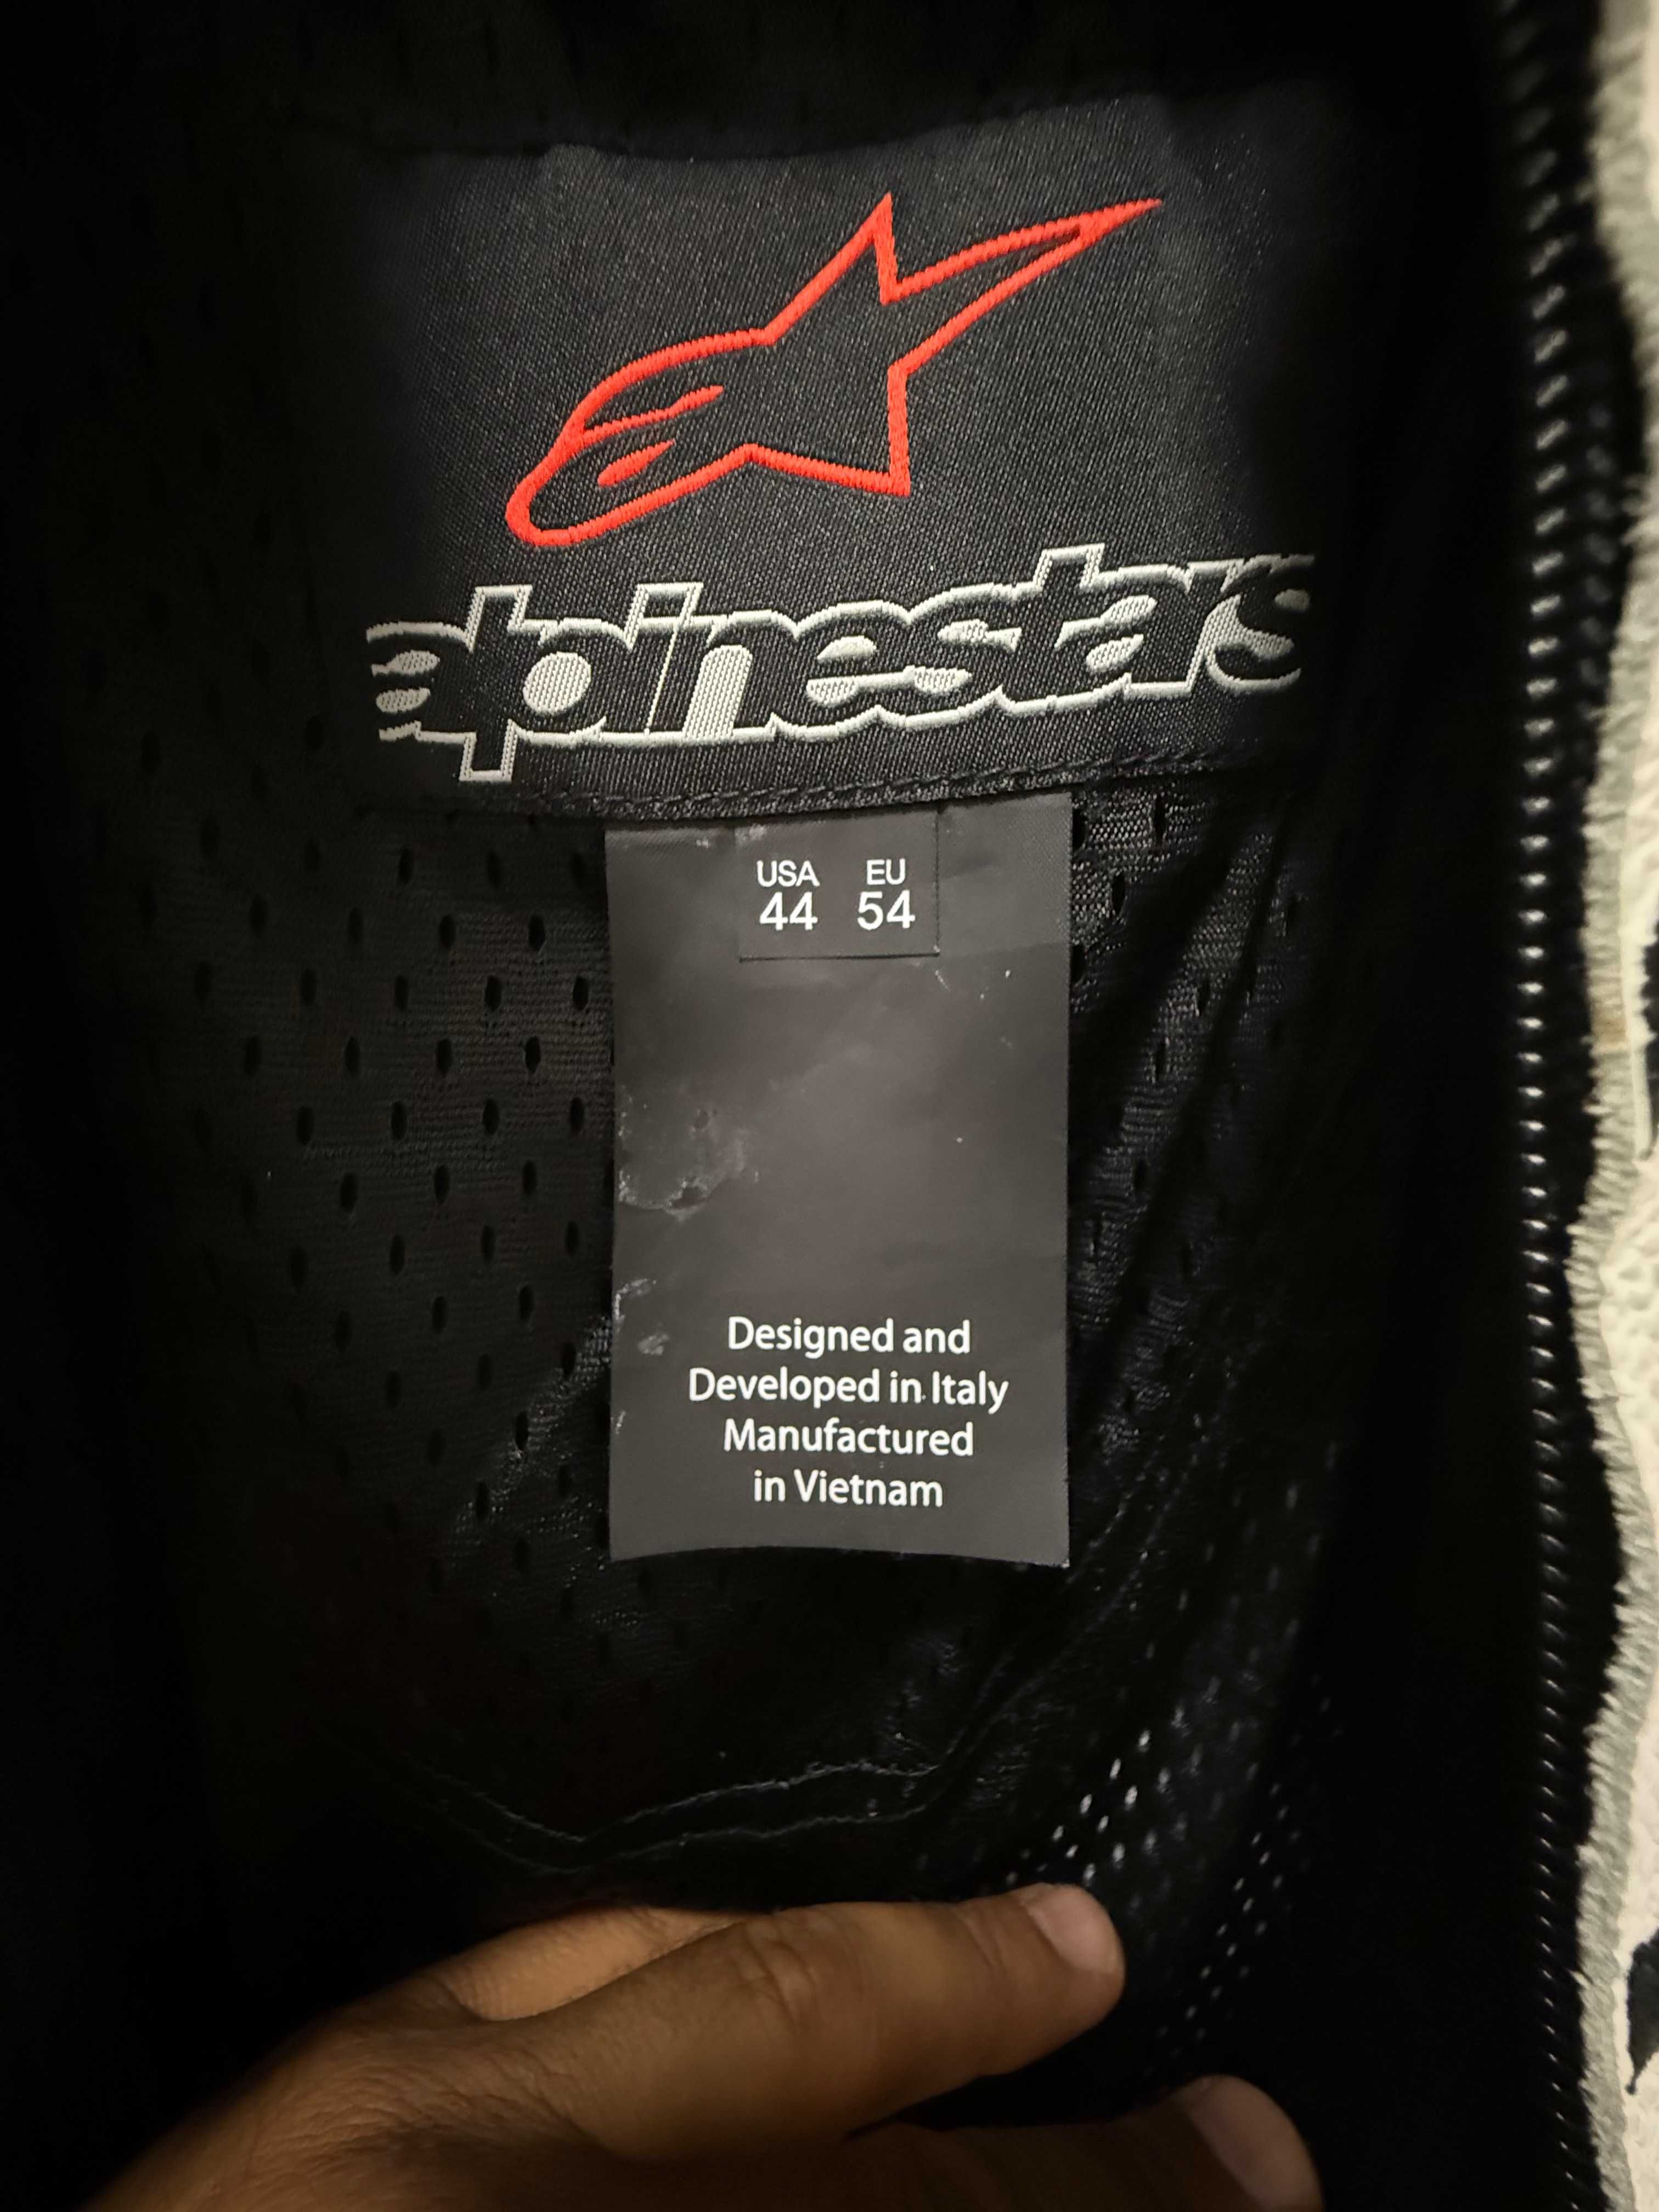 alpinestars
USA EU
44 54
Designed and
Developed in Italy
Manufactured
in Vietnam